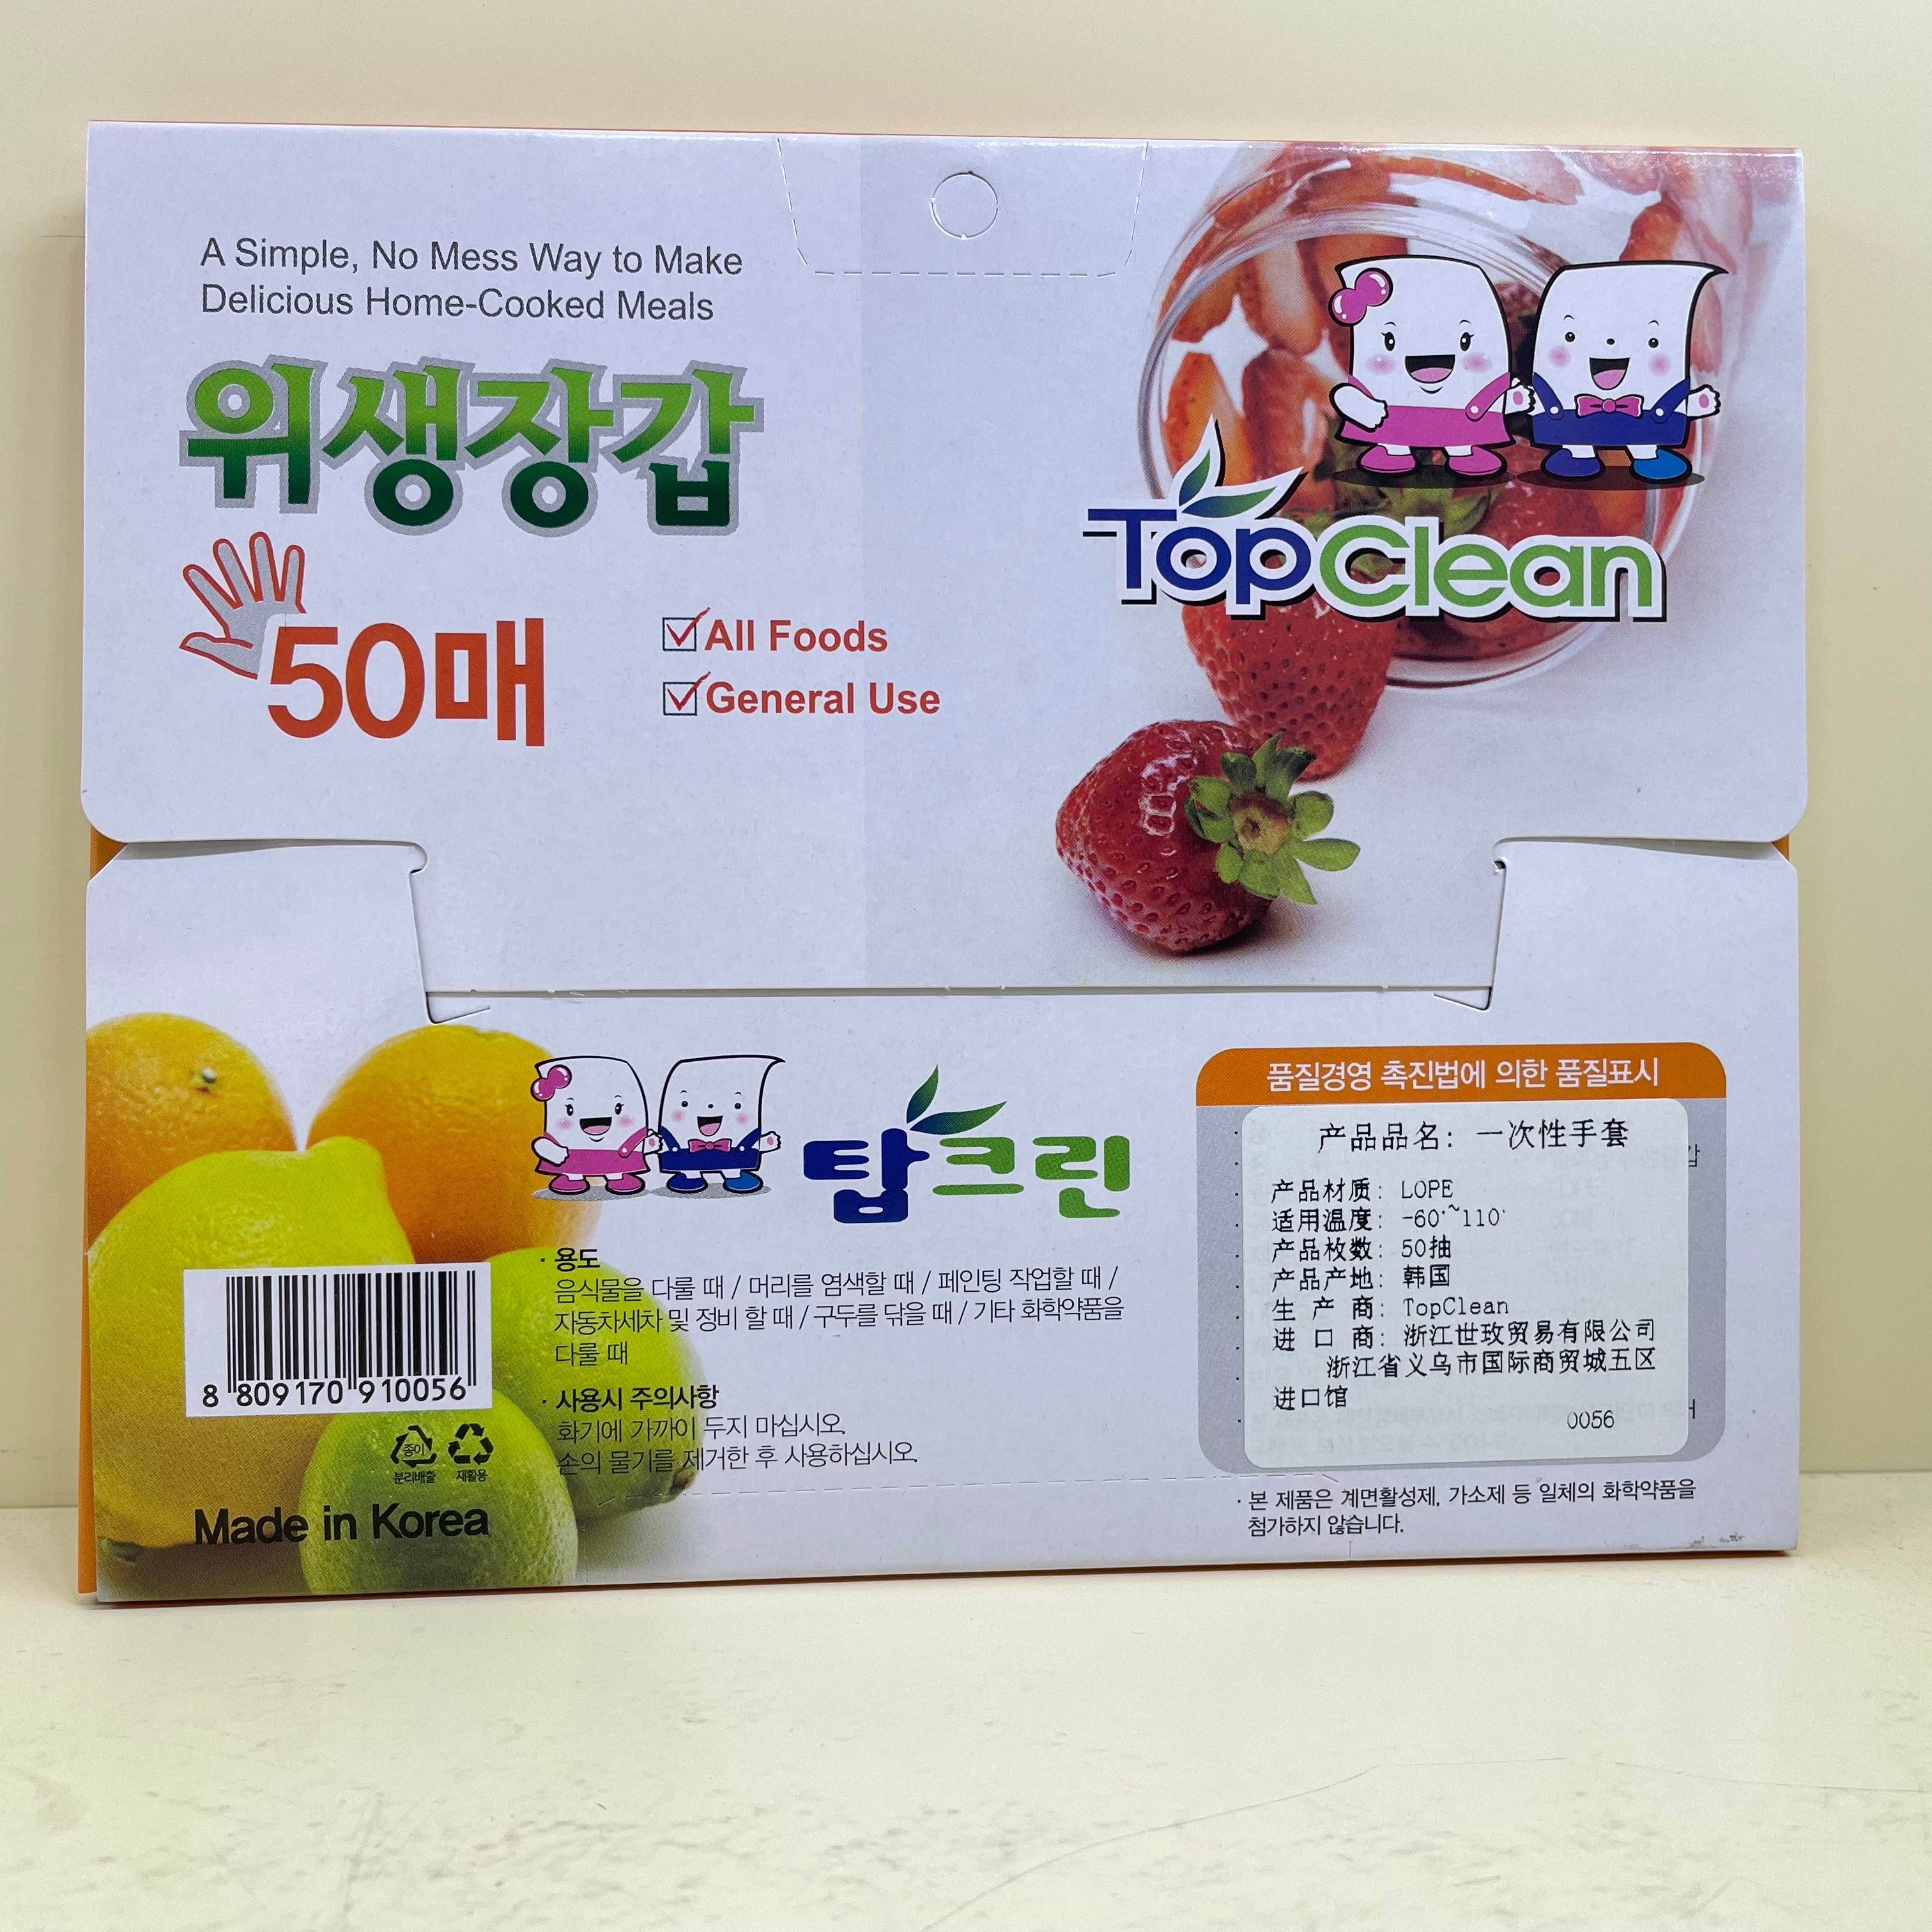 A Simple, No Mess Way to Make
Delicious Home-Cooked Meals
위생장갑
50매
All Foods
General Use
TopClean
탑크린
· 용도
음식물을 다룰 때 / 머리를 염색할 때 / 페인팅 작업할 때 /
자동차세차 및 정비 할 때 / 구두를 닦을 때 / 기타 화학약품을
다룰 때
· 사용시 주의사항
화기에 가까이 두지 마십시오.
손의 물기를 제거한 후 사용하십시오.
8 809170 910056
종이
분리배출
재활용
Made in Korea
품질경영 촉진법에 의한 품질표시
产品品名: 一次性手套
产品材质: LOPE
适用温度: -60°~110°
产品枚数: 50抽
产品产地: 韩国
生 产 商: TopClean
进 口 商: 浙江世玫贸易有限公司
浙江省义乌市国际商贸城五区
进口馆
0056
· 본 제품은 계면활성제, 가소제 등 일체의 화학약품을
첨가하지 않습니다.